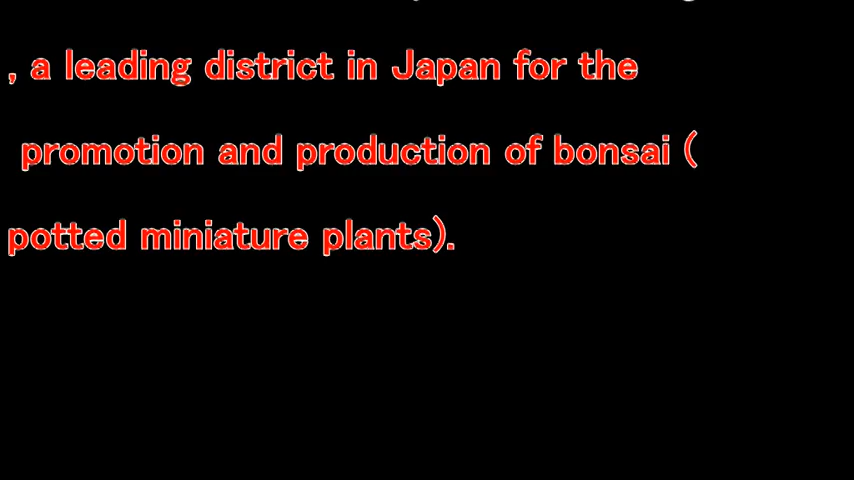 , a leading district in Japan for the
promotion and production of bonsai (
potted miniature plants).